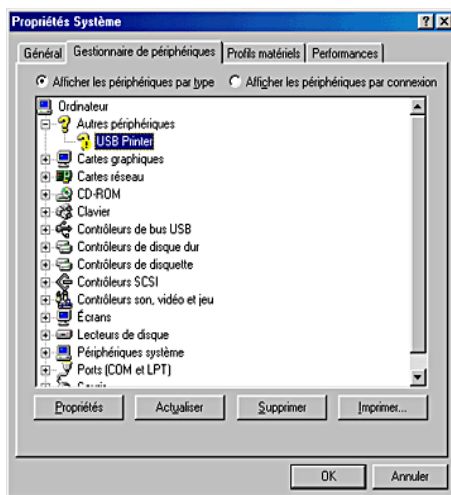 Propriétés Système
Général Gestionnaire de périphériques Profils matériels Performances
Afficher les périphériques par type Afficher les périphériques par connexion
Ordinateur
Autres périphériques
USB Printer
Cartes graphiques
Cartes réseau
CD-ROM
Clavier
Contrôleurs de bus USB
Contrôleurs de disque dur
Contrôleurs de disquette
Contrôleurs SCSI
Contrôleurs son, vidéo et jeu
Écrans
Lecteurs de disque
Périphériques système
Ports (COM et LPT)
Propriétés Actualiser Supprimer Imprimer...
OK Annuler